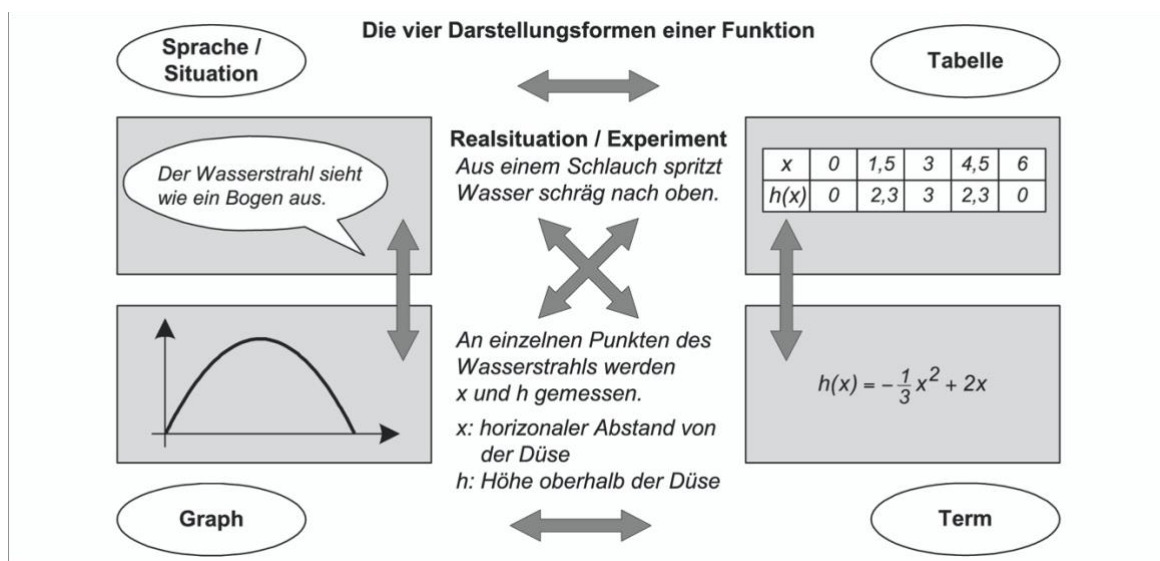 Die vier Darstellungsformen einer Funktion
Sprache /
Situation
Tabelle
Der Wasserstrahl sieht
wie ein Bogen aus.
Realsituation / Experiment
Aus einem Schlauch spritzt
Wasser schräg nach oben.
x 0 1,5 3 4,5 6
h(x) 0 2,3 3 2,3 0
An einzelnen Punkten des
Wasserstrahls werden
x und h gemessen.
x: horizonaler Abstand von
der Düse
h: Höhe oberhalb der Düse
h(x) = -1/3 x² + 2x
Graph
Term